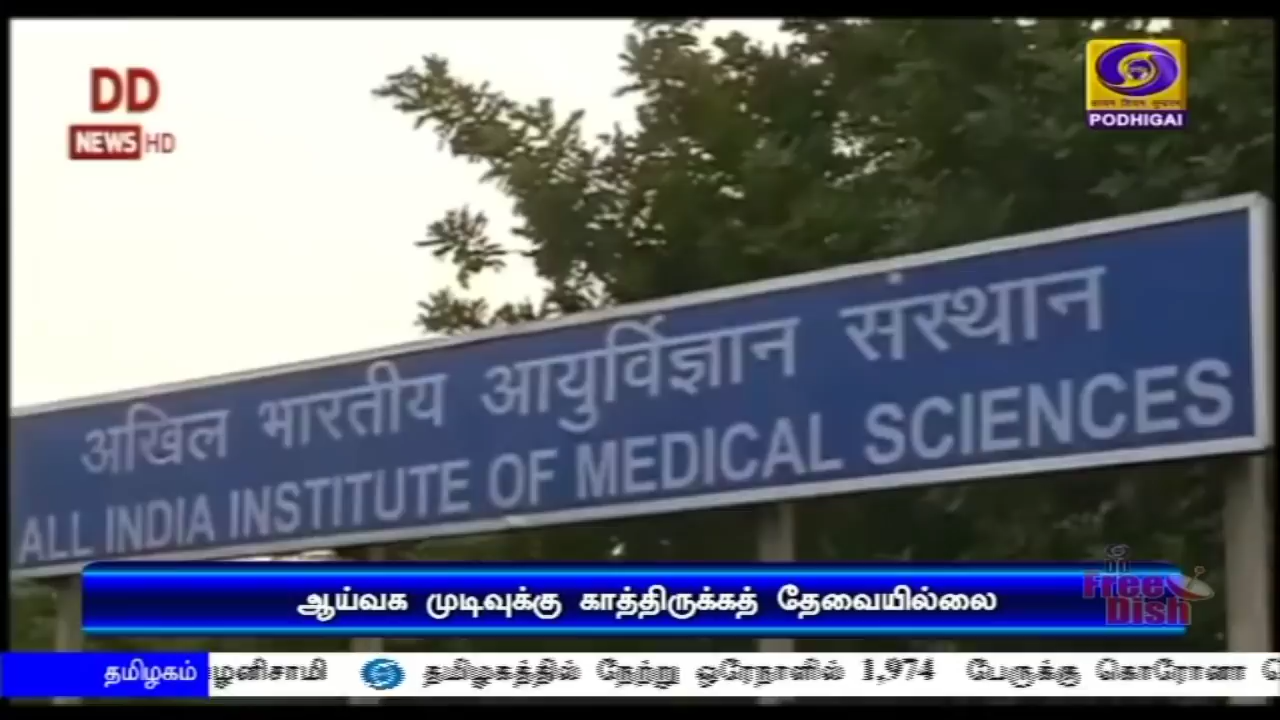 DD
NEWS HD
PODHIGAI
अखिल भारतीय आयुर्विज्ञान संस्थान
ALL INDIA INSTITUTE OF MEDICAL SCIENCES
ஆய்வக முடிவுக்கு காத்திருக்கத் தேவையில்லை
Free
Dish
தமிழகம் ழனிசாமி தமிழகத்தில் நேற்று ஒரேநாளில் 1,974 பேருக்கு கொரோனா